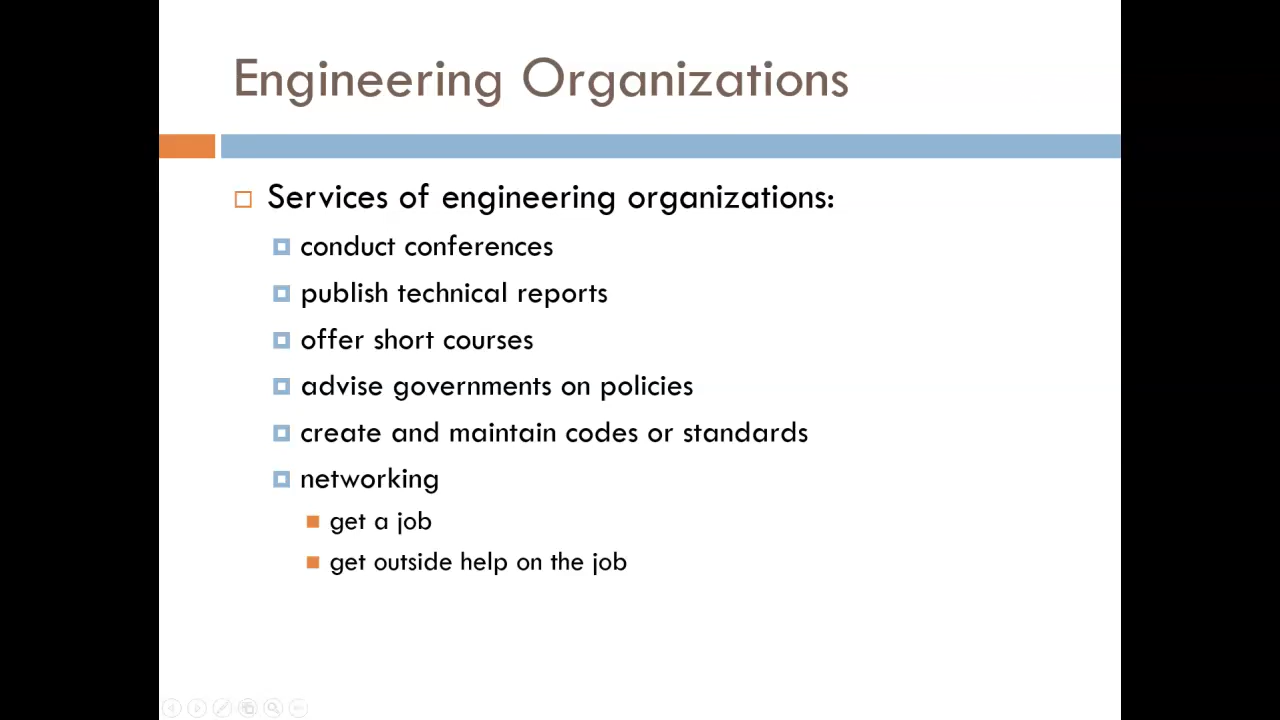 Engineering Organizations
Services of engineering organizations:
conduct conferences
publish technical reports
offer short courses
advise governments on policies
create and maintain codes or standards
networking
get a job
get outside help on the job